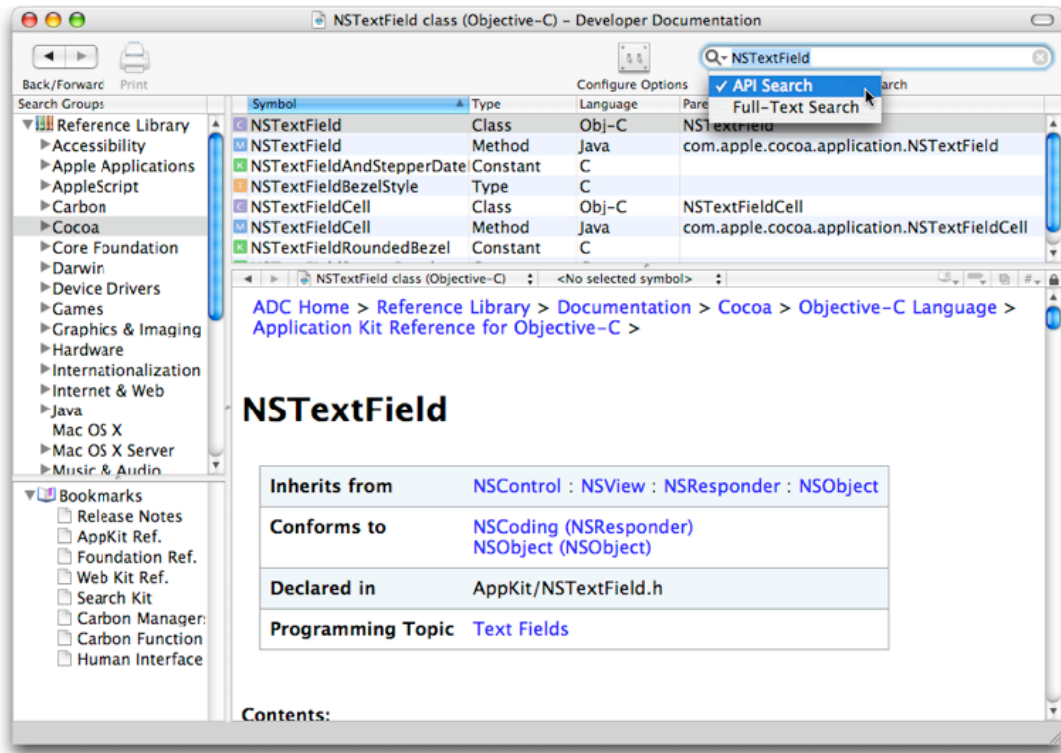 NSTextField class (Objective-C) – Developer Documentation
NSTextField
Back/Forward Print Configure Options arch
✓ API Search
Full-Text Search
Search Groups
Reference Library
Accessibility
Apple Applications
AppleScript
Carbon
Cocoa
Core Foundation
Darwin
Device Drivers
Games
Graphics & Imaging
Hardware
Internationalization
Internet & Web
Java
Mac OS X
Mac OS X Server
Music & Audio
Bookmarks
Release Notes
AppKit Ref.
Foundation Ref.
Web Kit Ref.
Search Kit
Carbon Manager
Carbon Function
Human Interface
Symbol Type Language Pare
C NSTextField Class Obj-C NSTextField
M NSTextField Method Java com.apple.cocoa.application.NSTextField
K NSTextFieldAndStepperDate Constant C
T NSTextFieldBezelStyle Type C
C NSTextFieldCell Class Obj-C NSTextFieldCell
M NSTextFieldCell Method Java com.apple.cocoa.application.NSTextFieldCell
K NSTextFieldRoundedBezel Constant C
NSTextField class (Objective-C) <No selected symbol> #
ADC Home > Reference Library > Documentation > Cocoa > Objective-C Language >
Application Kit Reference for Objective-C >
NSTextField
Inherits from NSControl : NSView : NSResponder : NSObject
Conforms to NSCoding (NSResponder)
NSObject (NSObject)
Declared in AppKit/NSTextField.h
Programming Topic Text Fields
Contents: